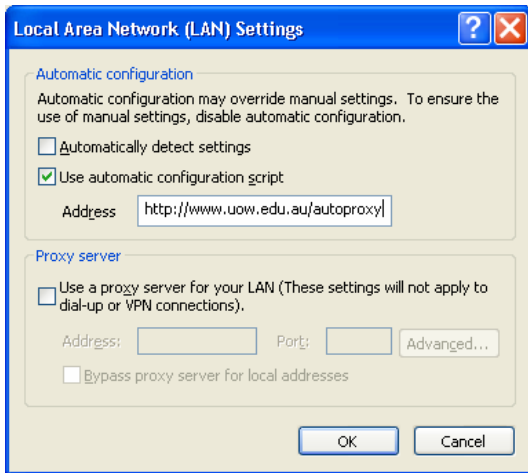 Local Area Network (LAN) Settings
Automatic configuration
Automatic configuration may override manual settings. To ensure the
use of manual settings, disable automatic configuration.
Automatically detect settings
Use automatic configuration script
Address http://www.uow.edu.au/autoproxy
Proxy server
Use a proxy server for your LAN (These settings will not apply to
dial-up or VPN connections).
Address: Port: Advanced...
Bypass proxy server for local addresses
OK Cancel